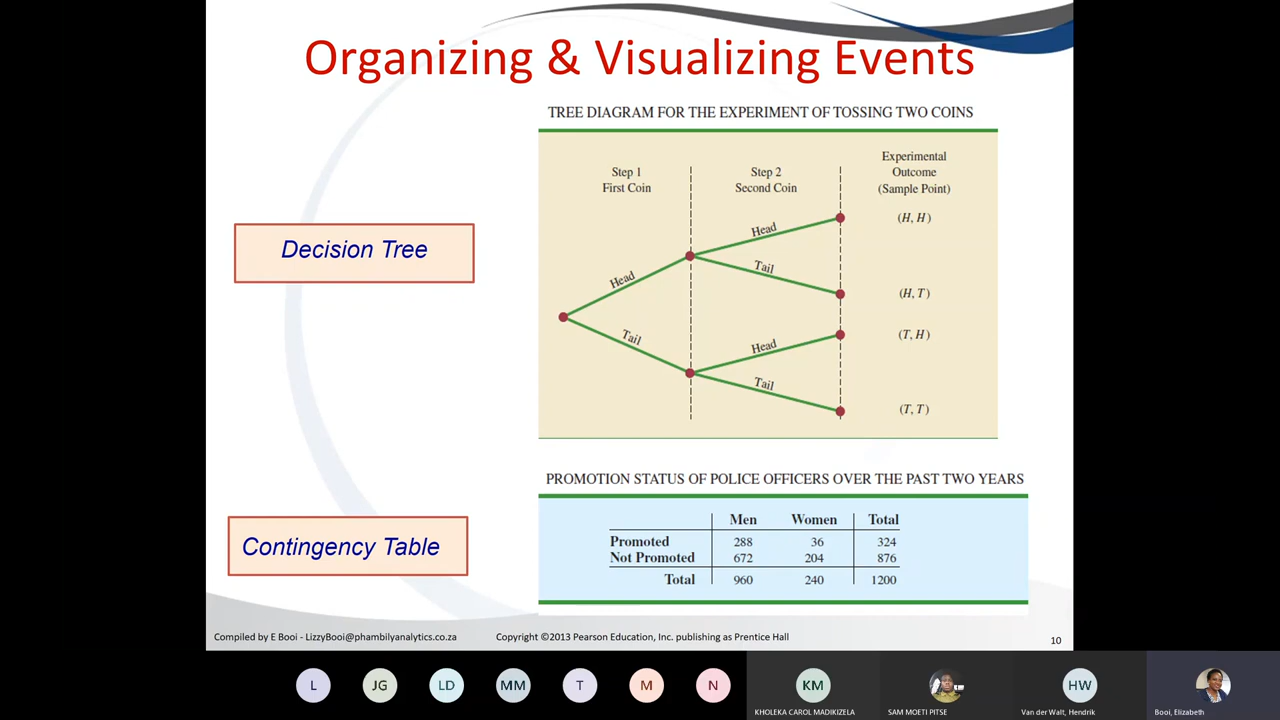 Organizing & Visualizing Events
TREE DIAGRAM FOR THE EXPERIMENT OF TOSSING TWO COINS
Step 1
First Coin
Step 2
Second Coin
Experimental
Outcome
(Sample Point)
Head
Tail
Head
Tail
Head
Tail
(H, H)
(H, T)
(T, H)
(T, T)
Decision Tree
PROMOTION STATUS OF POLICE OFFICERS OVER THE PAST TWO YEARS
Men Women Total
Promoted 288 36 324
Not Promoted 672 204 876
Total 960 240 1200
Contingency Table
Compiled by E Booi - LizzyBooi@phambilyanalytics.co.za Copyright ©2013 Pearson Education, Inc. publishing as Prentice Hall 10
L JG LD MM T M N KM HW
KHOLEKA CAROL MADIKIZELA SAM MOETI PITSE Van der Walt, Hendrik Booi, Elizabeth